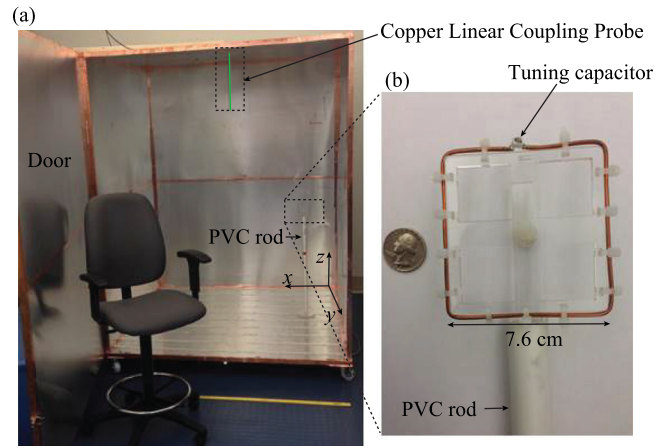 (a)
Copper Linear Coupling Probe
(b)
Tuning capacitor
Door
PVC rod
z
x
y
7.6 cm
PVC rod